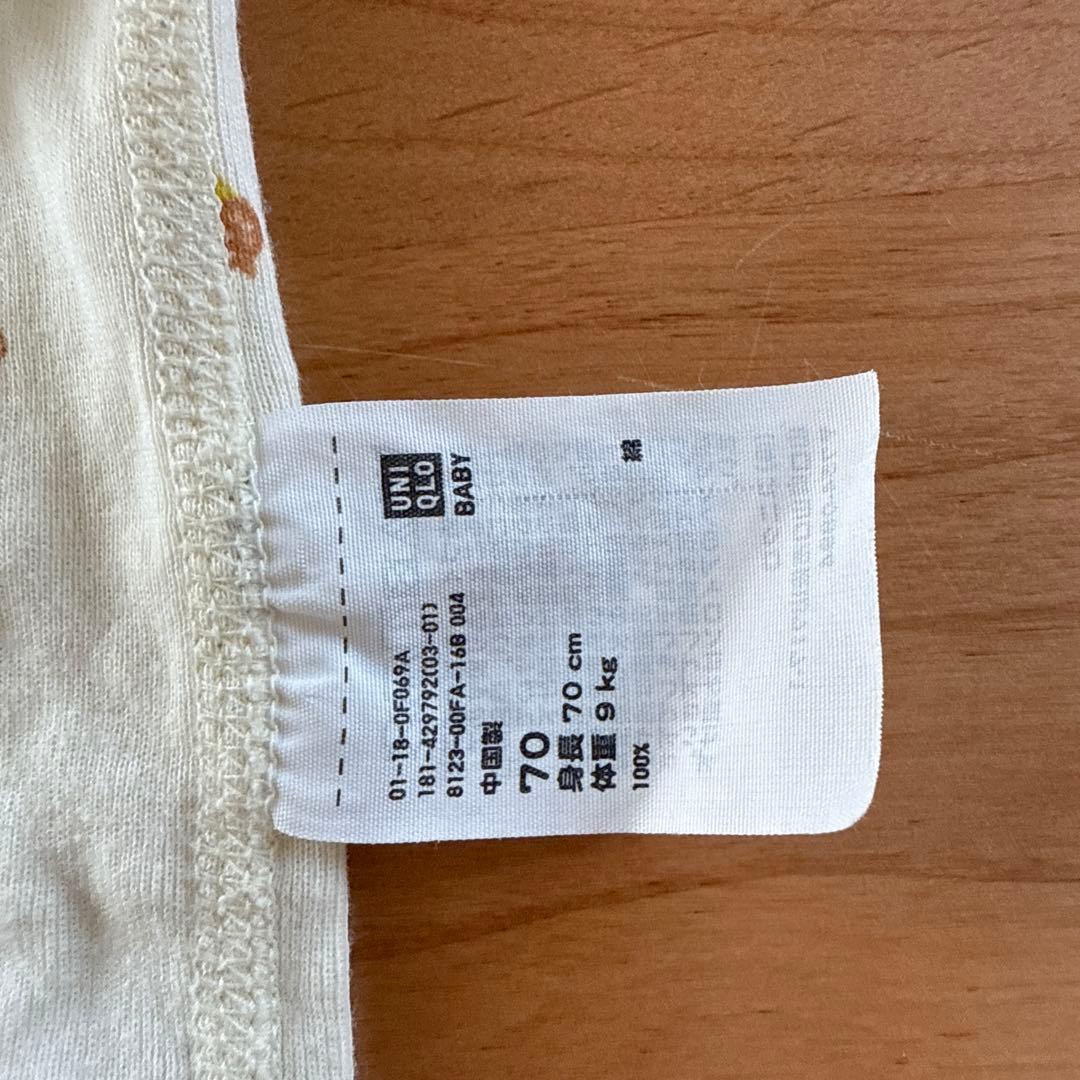 UNI
QLO
BABY
01-18-0F069A
181-429792(03-01)
8123-00FA-16B 004
中国製
70
身長 70 cm
体重 9 kg
100% 綿